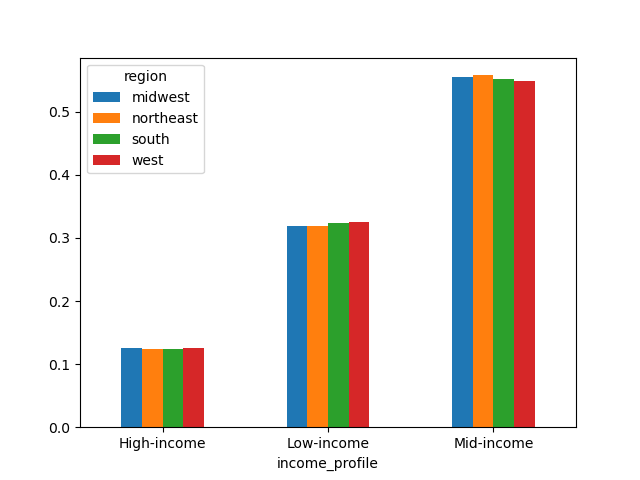 region
midwest
northeast
south
west
0.5
0.4
0.3
0.2
0.1
0.0
High-income Low-income Mid-income
income_profile